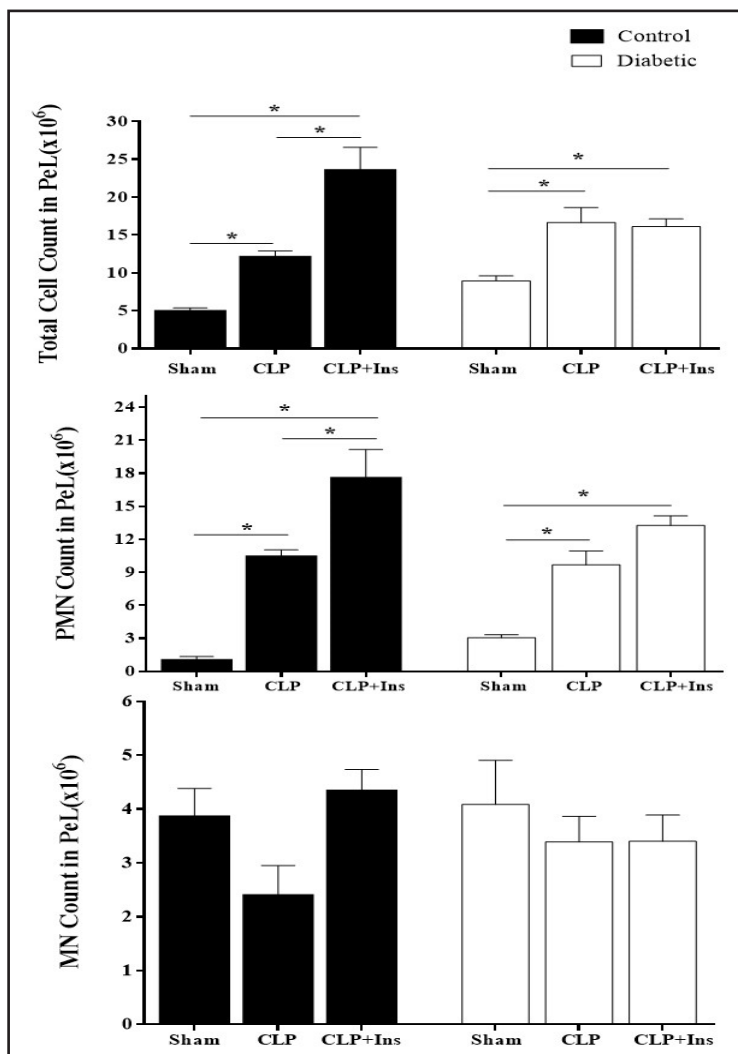 Control
Diabetic
Total Cell Count in PeL(x10⁶)
30
25
20
15
10
5
0
* * * * *
Sham CLP CLP+Ins Sham CLP CLP+Ins
PMN Count in PeL(x10⁶)
24
21
18
15
12
9
6
3
0
* * * * *
Sham CLP CLP+Ins Sham CLP CLP+Ins
MN Count in PeL(x10⁶)
6
5
4
3
2
1
0
Sham CLP CLP+Ins Sham CLP CLP+Ins